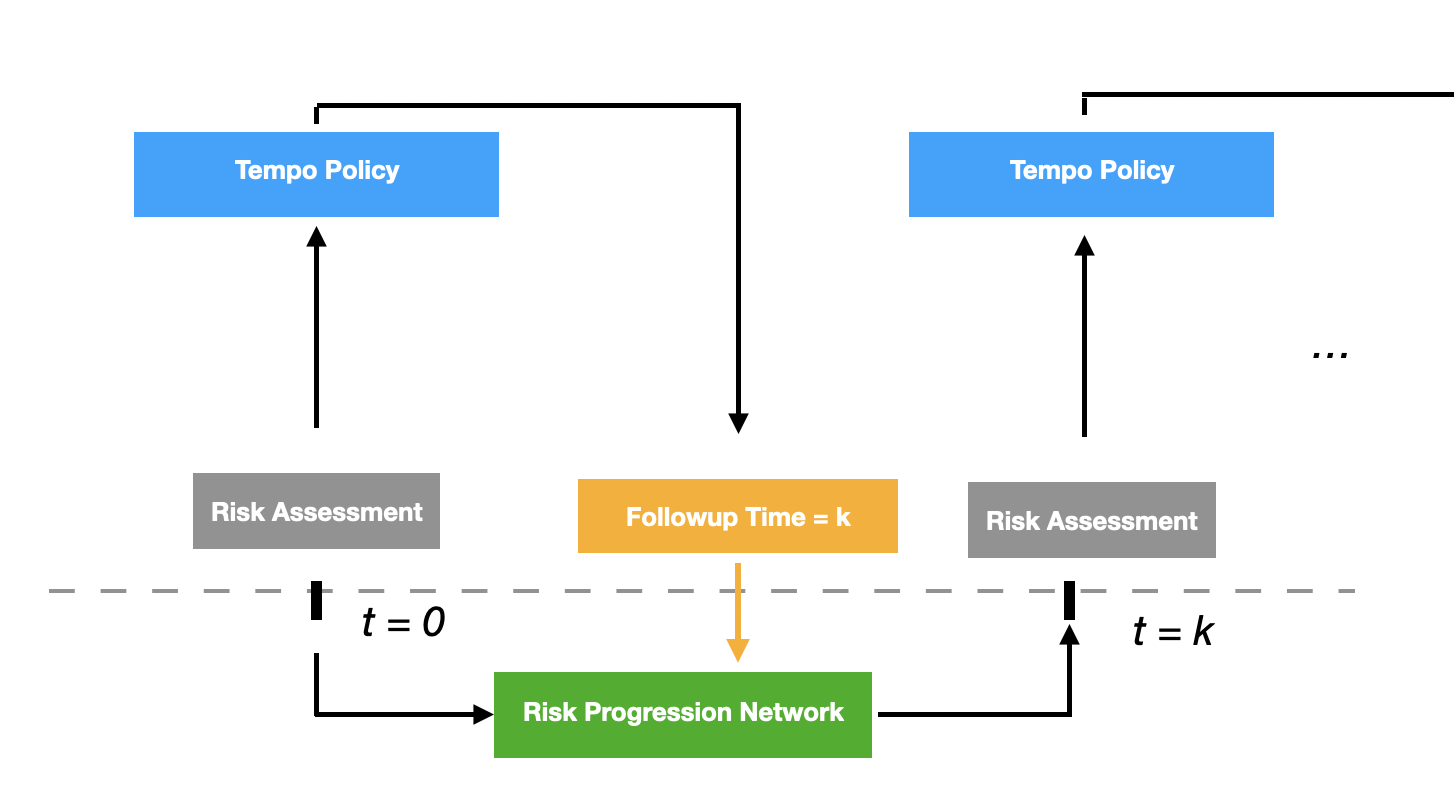 Tempo Policy
Tempo Policy
...
Risk Assessment
Followup Time = k
Risk Assessment
t = 0
t = k
Risk Progression Network